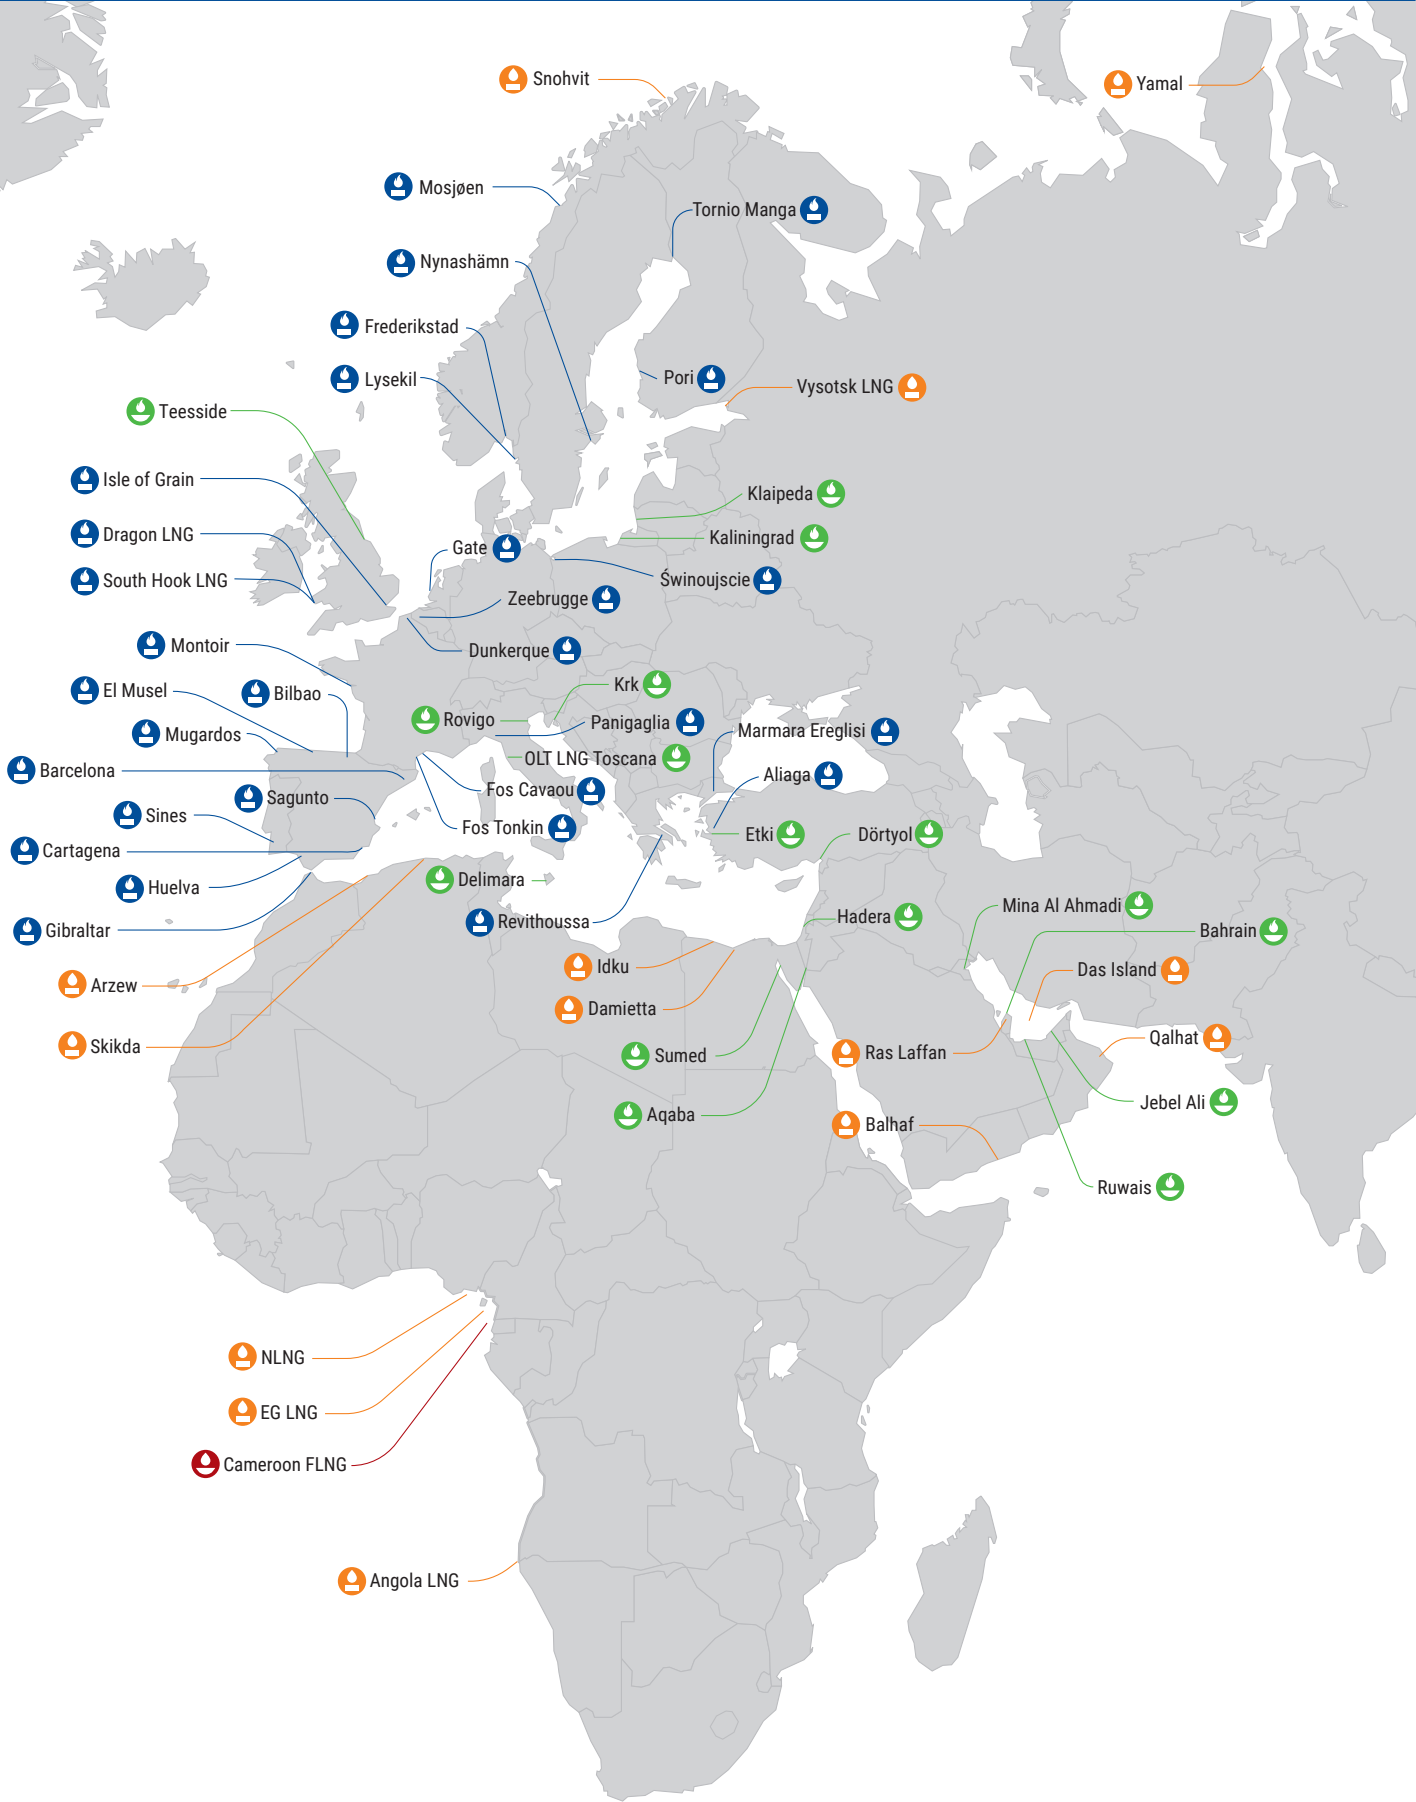 Snohvit
Yamal
Mosjøen
Tornio Manga
Nynashämn
Frederikstad
Lysekil
Pori
Vysotsk LNG
Teesside
Isle of Grain
Klaipeda
Dragon LNG
Kaliningrad
Gate
South Hook LNG
Świnoujscie
Zeebrugge
Montoir
Dunkerque
El Musel
Bilbao
Krk
Rovigo
Panigaglia
Mugardos
Marmara Ereglisi
OLT LNG Toscana
Barcelona
Aliaga
Fos Cavaou
Sagunto
Sines
Fos Tonkin
Etki
Dörtyol
Cartagena
Huelva
Delimara
Mina Al Ahmadi
Hadera
Revithoussa
Gibraltar
Bahrain
Idku
Das Island
Arzew
Damietta
Qalhat
Skikda
Sumed
Ras Laffan
Jebel Ali
Aqaba
Balhaf
Ruwais
NLNG
EG LNG
Cameroon FLNG
Angola LNG